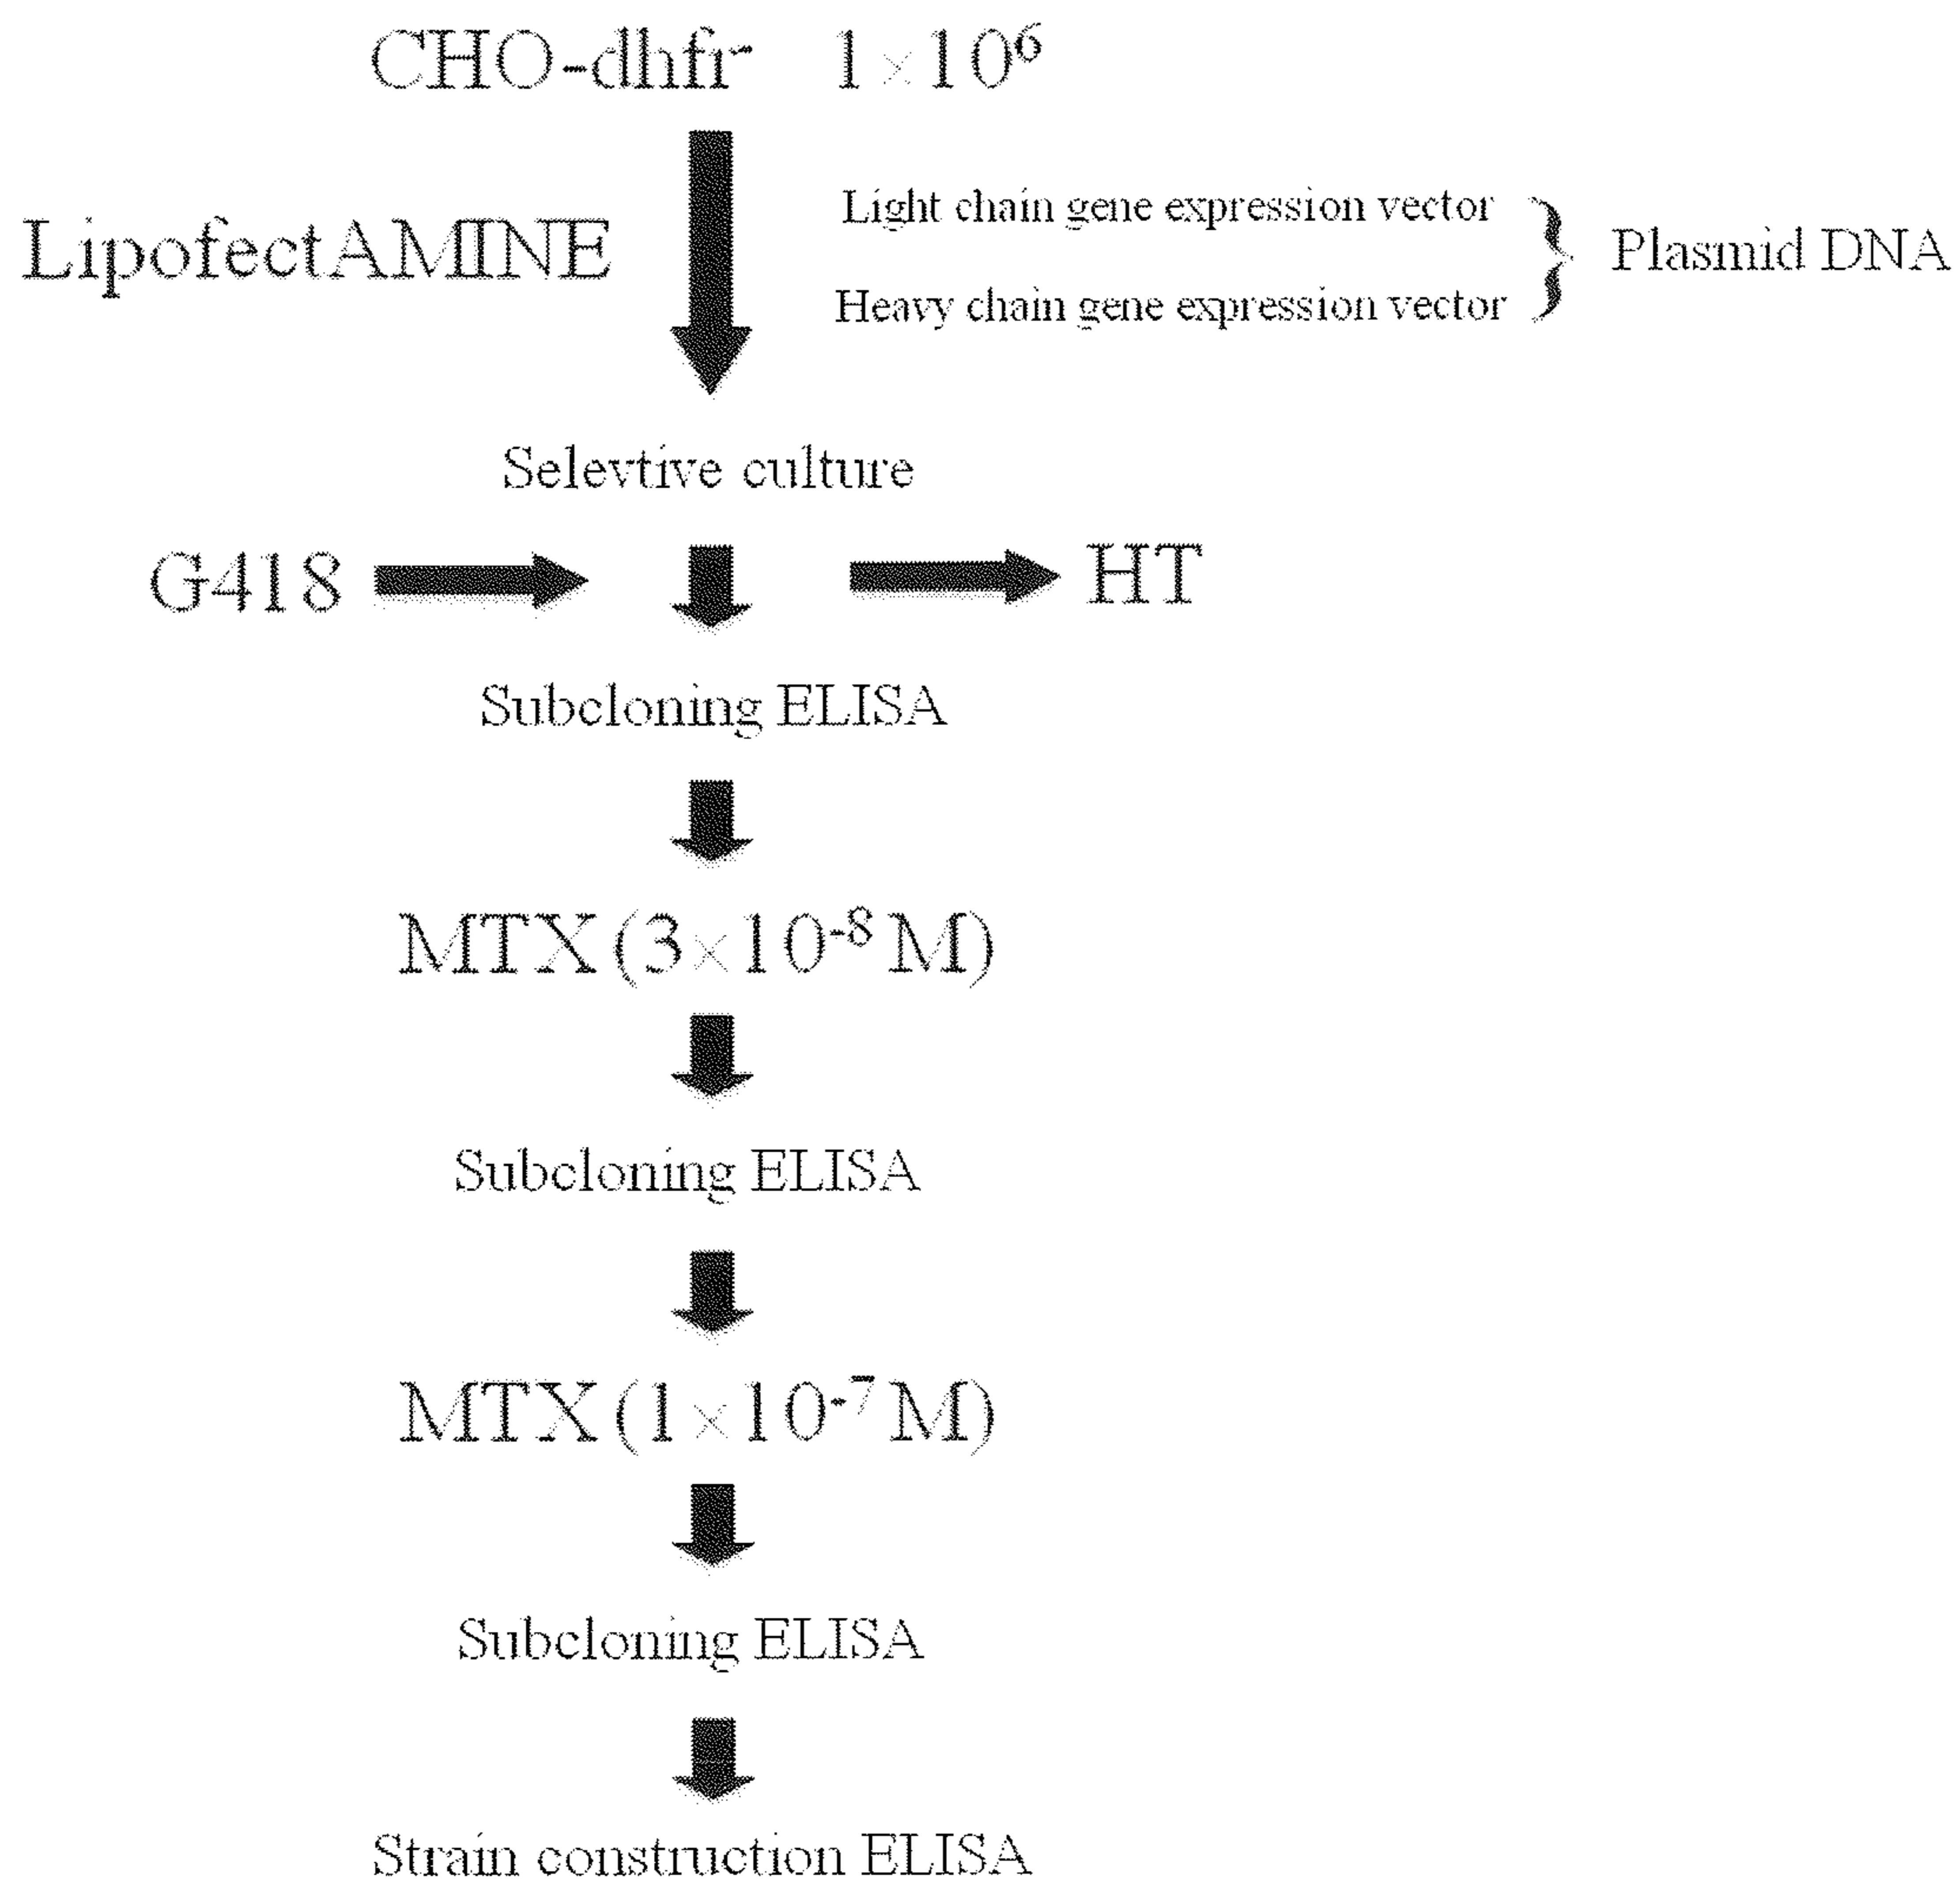 CHO-dhfr⁻ 1×10⁶
LipofectAMINE
Light chain gene expression vector
Heavy chain gene expression vector
} Plasmid DNA
Selevtive culture
G418
HT
Subcloning ELISA
MTX (3×10⁻⁸ M)
Subcloning ELISA
MTX (1×10⁻⁷ M)
Subcloning ELISA
Strain construction ELISA